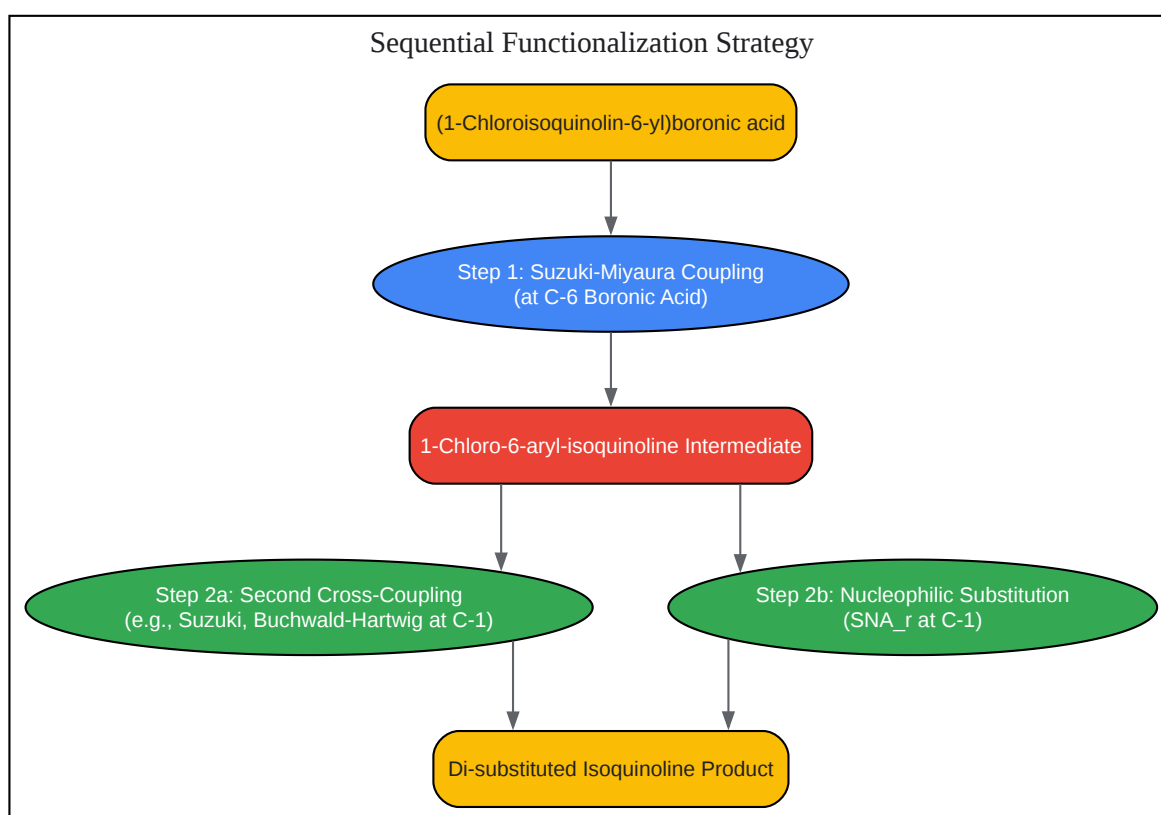 Sequential Functionalization Strategy
(1-Chloroisoquinolin-6-yl)boronic acid
Step 1: Suzuki-Miyaura Coupling
(at C-6 Boronic Acid)
1-Chloro-6-aryl-isoquinoline Intermediate
Step 2a: Second Cross-Coupling
(e.g., Suzuki, Buchwald-Hartwig at C-1)
Step 2b: Nucleophilic Substitution
(SNA_r at C-1)
Di-substituted Isoquinoline Product